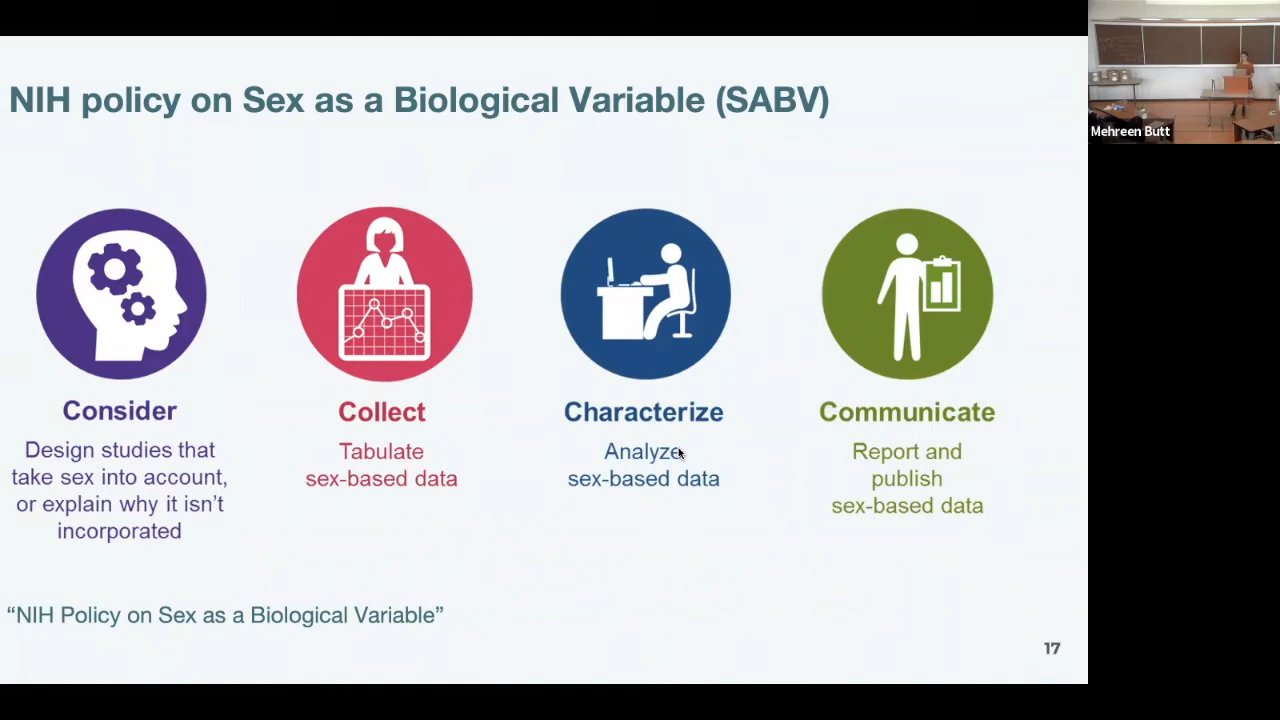 NIH policy on Sex as a Biological Variable (SABV)
Mehreen Butt
Consider
Design studies that
take sex into account,
or explain why it isn't
incorporated
Collect
Tabulate
sex-based data
Characterize
Analyze
sex-based data
Communicate
Report and
publish
sex-based data
“NIH Policy on Sex as a Biological Variable”
17